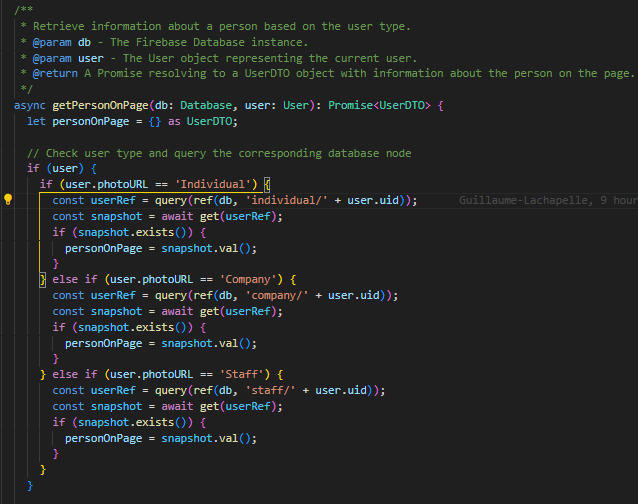 /**
 * Retrieve information about a person based on the user type.
 * @param db - The Firebase Database instance.
 * @param user - The User object representing the current user.
 * @return A Promise resolving to a UserDTO object with information about the person on the page.
 */
async getPersonOnPage(db: Database, user: User): Promise<UserDTO> {
  let personOnPage = {} as UserDTO;

  // Check user type and query the corresponding database node
  if (user) {
    if (user.photoURL == 'Individual') {
      const userRef = query(ref(db, 'individual/' + user.uid));     Guillaume-Lachapelle, 9 hour
      const snapshot = await get(userRef);
      if (snapshot.exists()) {
        personOnPage = snapshot.val();
      }
    } else if (user.photoURL == 'Company') {
      const userRef = query(ref(db, 'company/' + user.uid));
      const snapshot = await get(userRef);
      if (snapshot.exists()) {
        personOnPage = snapshot.val();
      }
    } else if (user.photoURL == 'Staff') {
      const userRef = query(ref(db, 'staff/' + user.uid));
      const snapshot = await get(userRef);
      if (snapshot.exists()) {
        personOnPage = snapshot.val();
      }
    }
  }